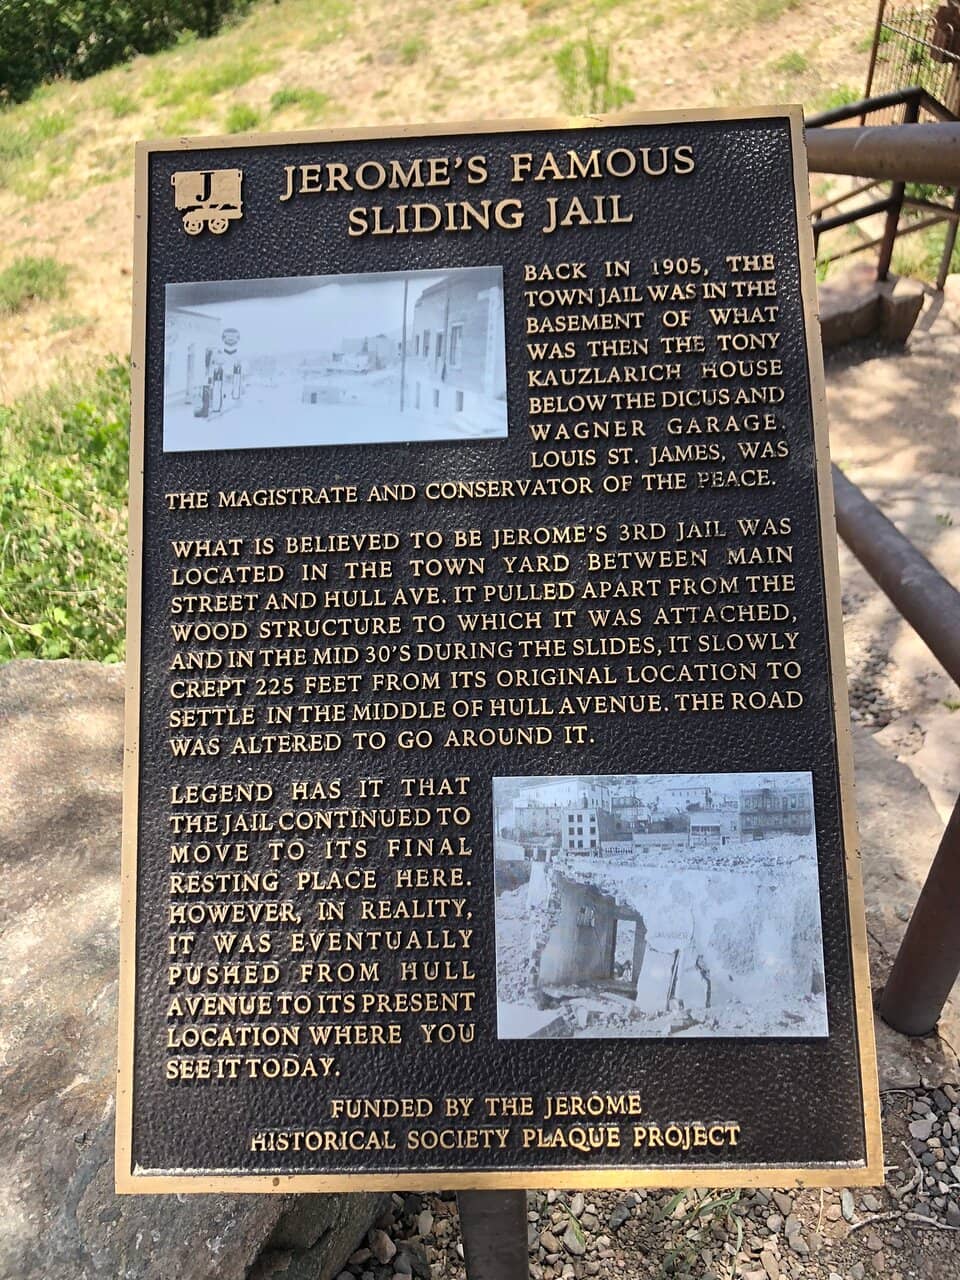 J
JEROME'S FAMOUS
SLIDING JAIL
BACK IN 1905, THE
TOWN JAIL WAS IN THE
BASEMENT OF WHAT
WAS THEN THE TONY
KAUZLARICH HOUSE
BELOW THE DICUS AND
WAGNER GARAGE.
LOUIS ST. JAMES, WAS
THE MAGISTRATE AND CONSERVATOR OF THE PEACE.
WHAT IS BELIEVED TO BE JEROME'S 3RD JAIL WAS
LOCATED IN THE TOWN YARD BETWEEN MAIN
STREET AND HULL AVE. IT PULLED APART FROM THE
WOOD STRUCTURE TO WHICH IT WAS ATTACHED,
AND IN THE MID 30'S DURING THE SLIDES, IT SLOWLY
CREPT 225 FEET FROM ITS ORIGINAL LOCATION TO
SETTLE IN THE MIDDLE OF HULL AVENUE. THE ROAD
WAS ALTERED TO GO AROUND IT.
LEGEND HAS IT THAT
THE JAIL CONTINUED TO
MOVE TO ITS FINAL
RESTING PLACE HERE.
HOWEVER, IN REALITY,
IT WAS EVENTUALLY
PUSHED FROM HULL
AVENUE TO ITS PRESENT
LOCATION WHERE YOU
SEE IT TODAY.
FUNDED BY THE JEROME
HISTORICAL SOCIETY PLAQUE PROJECT